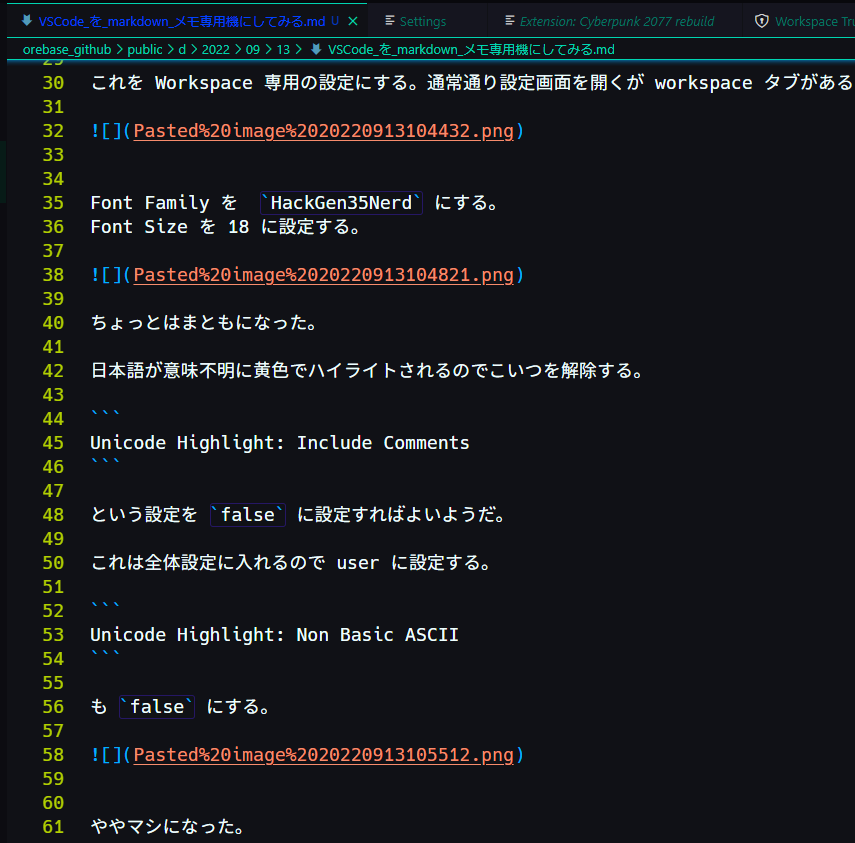 VSCode_を_markdown_メモ専用機にしてみる.md U × Settings Extension: Cyberpunk 2077 rebuild Workspace
orebase_github > public > d > 2022 > 09 > 13 > VSCode_を_markdown_メモ専用機にしてみる.md
29
30 これを Workspace 専用の設定にする。通常通り設定画面を開くが workspace タブがある
31
32 ![](Pasted%20image%2020220913104432.png)
33
34
35 Font Family を `HackGen35Nerd` にする。
36 Font Size を 18 に設定する。
37
38 ![](Pasted%20image%2020220913104821.png)
39
40 ちょっとはまともになった。
41
42 日本語が意味不明に黄色でハイライトされるのでこいつを解除する。
43
44 ```
45 Unicode Highlight: Include Comments
46 ```
47
48 という設定を `false` に設定すればよいようだ。
49
50 これは全体設定に入れるので user に設定する。
51
52 ```
53 Unicode Highlight: Non Basic ASCII
54 ```
55
56 も `false` にする。
57
58 ![](Pasted%20image%2020220913105512.png)
59
60
61 ややマシになった。